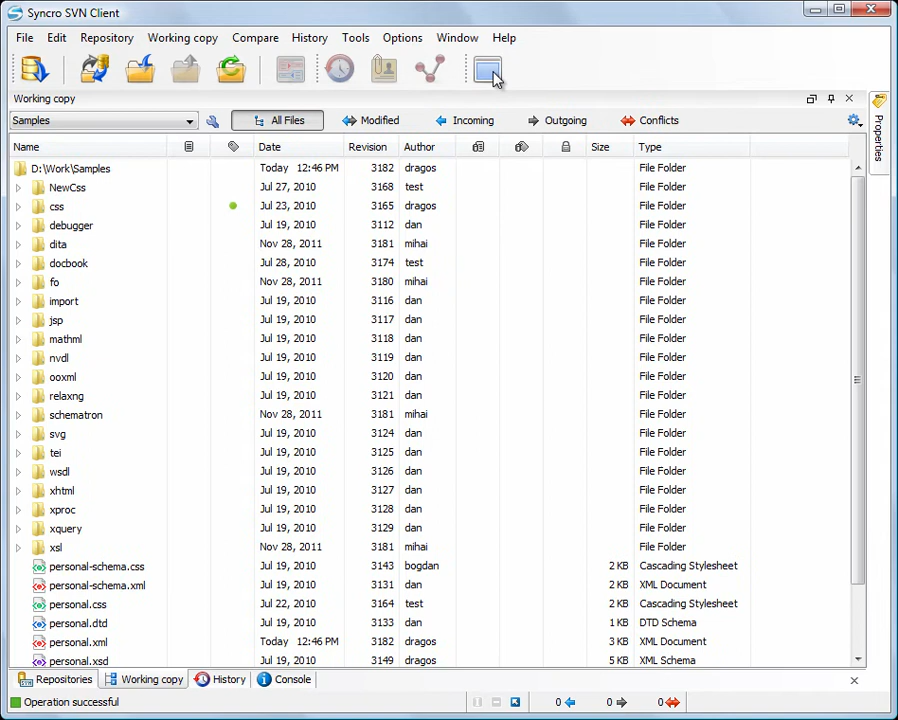 Syncro SVN Client
File Edit Repository Working copy Compare History Tools Options Window Help
Working copy
Samples All Files Modified Incoming Outgoing Conflicts
Properties
Name Date Revision Author Size Type
D:\Work\Samples Today 12:46 PM 3182 dragos File Folder
NewCss Jul 27, 2010 3168 test File Folder
css Jul 23, 2010 3165 dragos File Folder
debugger Jul 19, 2010 3112 dan File Folder
dita Nov 28, 2011 3181 mihai File Folder
docbook Jul 28, 2010 3174 test File Folder
fo Nov 28, 2011 3180 mihai File Folder
import Jul 19, 2010 3116 dan File Folder
jsp Jul 19, 2010 3117 dan File Folder
mathml Jul 19, 2010 3118 dan File Folder
nvdl Jul 19, 2010 3119 dan File Folder
ooxml Jul 19, 2010 3120 dan File Folder
relaxng Jul 19, 2010 3121 dan File Folder
schematron Nov 28, 2011 3181 mihai File Folder
svg Jul 19, 2010 3124 dan File Folder
tei Jul 19, 2010 3125 dan File Folder
wsdl Jul 19, 2010 3126 dan File Folder
xhtml Jul 19, 2010 3127 dan File Folder
xproc Jul 19, 2010 3128 dan File Folder
xquery Jul 19, 2010 3129 dan File Folder
xsl Nov 28, 2011 3181 mihai File Folder
personal-schema.css Jul 19, 2010 3143 bogdan 2 KB Cascading Stylesheet
personal-schema.xml Jul 19, 2010 3131 dan 2 KB XML Document
personal.css Jul 22, 2010 3164 test 2 KB Cascading Stylesheet
personal.dtd Jul 19, 2010 3133 dan 1 KB DTD Schema
personal.xml Today 12:46 PM 3182 dragos 3 KB XML Document
personal.xsd Jul 19, 2010 3149 dragos 5 KB XML Schema
Repositories Working copy History Console
Operation successful 0 0 0